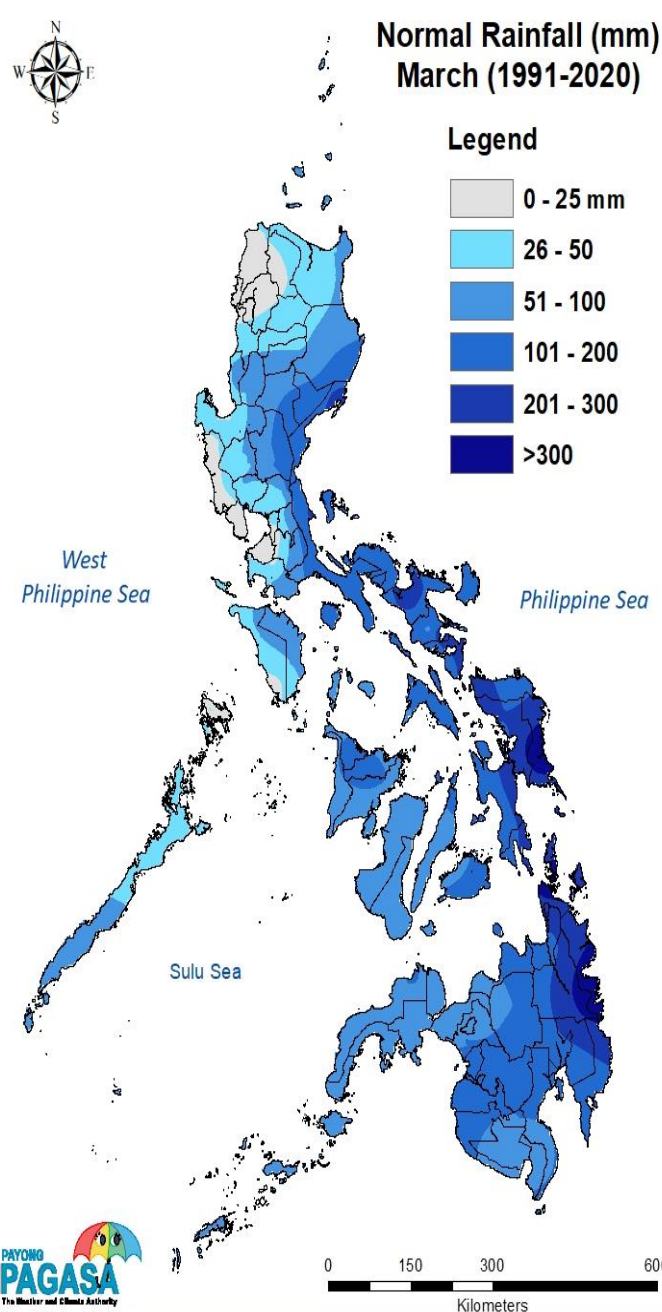 Normal Rainfall (mm)
March (1991-2020)
N
W E
S
Legend
0 - 25 mm
26 - 50
51 - 100
101 - 200
201 - 300
>300
West
Philippine Sea
Philippine Sea
Sulu Sea
PAYONG
PAGASA
The Weather and Climate Authority
0 150 300
Kilometers